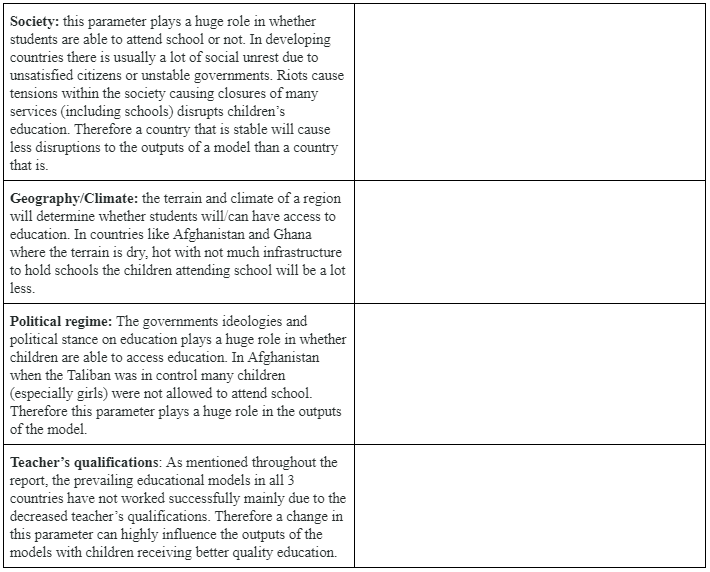 Society: this parameter plays a huge role in whether
students are able to attend school or not. In developing
countries there is usually a lot of social unrest due to
unsatisfied citizens or unstable governments. Riots cause
tensions within the society causing closures of many
services (including schools) disrupts children’s
education. Therefore a country that is stable will cause
less disruptions to the outputs of a model than a country
that is.
Geography/Climate: the terrain and climate of a region
will determine whether students will/can have access to
education. In countries like Afghanistan and Ghana
where the terrain is dry, hot with not much infrastructure
to hold schools the children attending school will be a lot
less.
Political regime: The governments ideologies and
political stance on education plays a huge role in whether
children are able to access education. In Afghanistan
when the Taliban was in control many children
(especially girls) were not allowed to attend school.
Therefore this parameter plays a huge role in the outputs
of the model.
Teacher’s qualifications: As mentioned throughout the
report, the prevailing educational models in all 3
countries have not worked successfully mainly due to the
decreased teacher’s qualifications. Therefore a change in
this parameter can highly influence the outputs of the
models with children receiving better quality education.